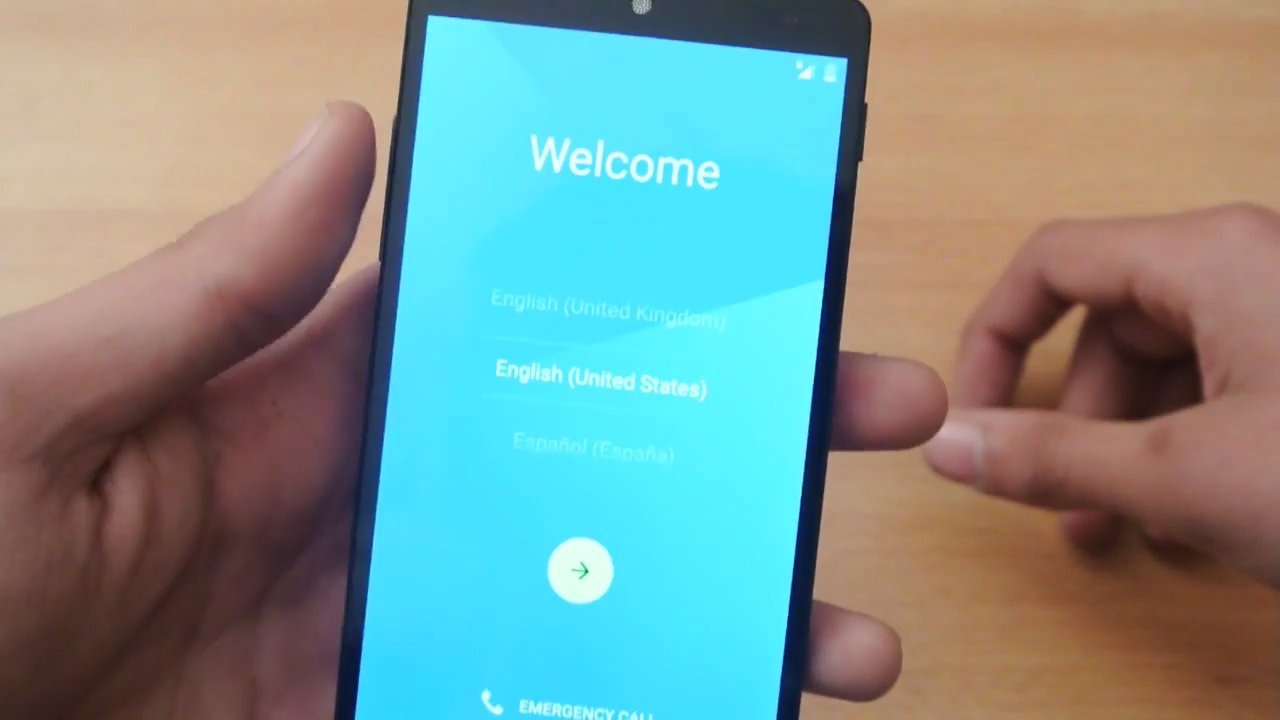 Welcome
English (United Kingdom)
English (United States)
Español (España)
EMERGENCY CALL